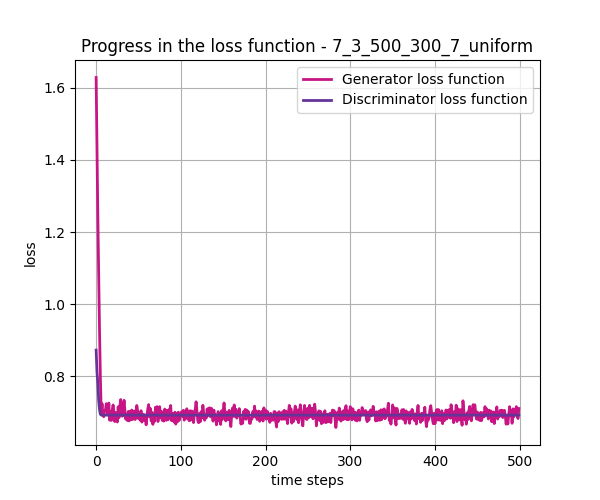 Progress in the loss function - 7_3_500_300_7_uniform
Generator loss function
Discriminator loss function
1.6
1.4
1.2
1.0
0.8
loss
0 100 200 300 400 500
time steps